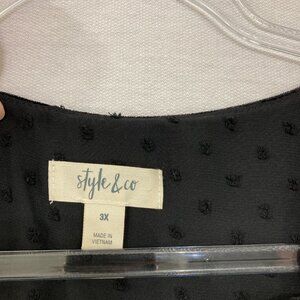 style & co
3X
MADE IN
VIETNAM